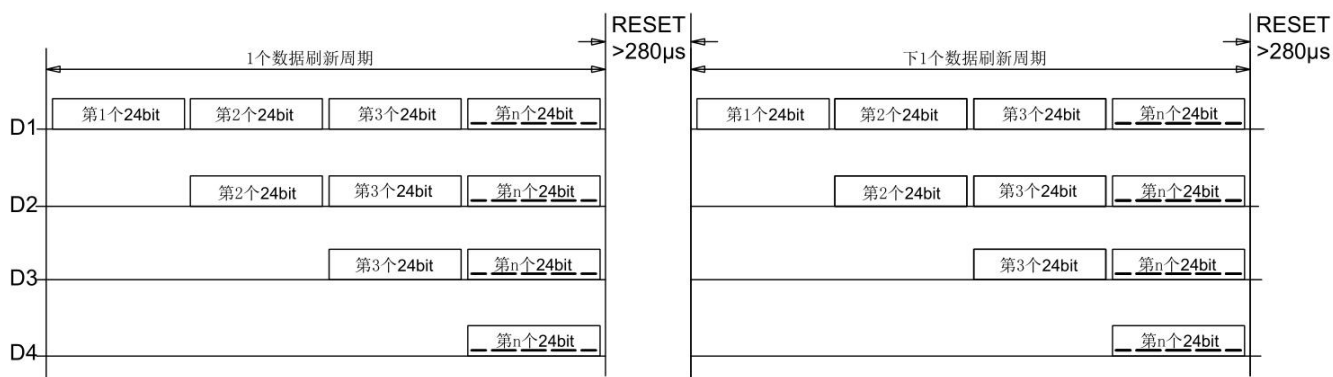 RESET
>280μs
RESET
>280μs
1个数据刷新周期
下1个数据刷新周期
D1 第1个24bit 第2个24bit 第3个24bit 第n个24bit 第1个24bit 第2个24bit 第3个24bit 第n个24bit
D2 第2个24bit 第3个24bit 第n个24bit 第2个24bit 第3个24bit 第n个24bit
D3 第3个24bit 第n个24bit 第3个24bit 第n个24bit
D4 第n个24bit 第n个24bit